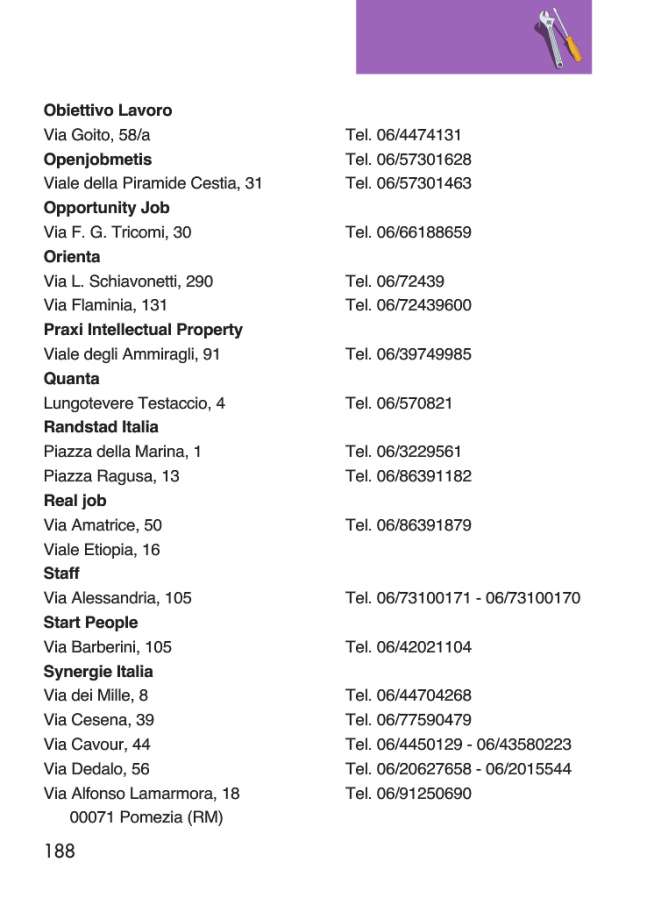 Obiettivo Lavoro
Via Goito, 58/a Tel. 06/4474131
Openjobmetis Tel. 06/57301628
Viale della Piramide Cestia, 31 Tel. 06/57301463
Opportunity Job
Via F. G. Tricomi, 30 Tel. 06/66188659
Orienta
Via L. Schiavonetti, 290 Tel. 06/72439
Via Flaminia, 131 Tel. 06/72439600
Praxi Intellectual Property
Viale degli Ammiragli, 91 Tel. 06/39749985
Quanta
Lungotevere Testaccio, 4 Tel. 06/570821
Randstad Italia
Piazza della Marina, 1 Tel. 06/3229561
Piazza Ragusa, 13 Tel. 06/86391182
Real job
Via Amatrice, 50 Tel. 06/86391879
Viale Etiopia, 16
Staff
Via Alessandria, 105 Tel. 06/73100171 - 06/73100170
Start People
Via Barberini, 105 Tel. 06/42021104
Synergie Italia
Via dei Mille, 8 Tel. 06/44704268
Via Cesena, 39 Tel. 06/77590479
Via Cavour, 44 Tel. 06/4450129 - 06/43580223
Via Dedalo, 56 Tel. 06/20627658 - 06/2015544
Via Alfonso Lamarmora, 18 Tel. 06/91250690
00071 Pomezia (RM)
188